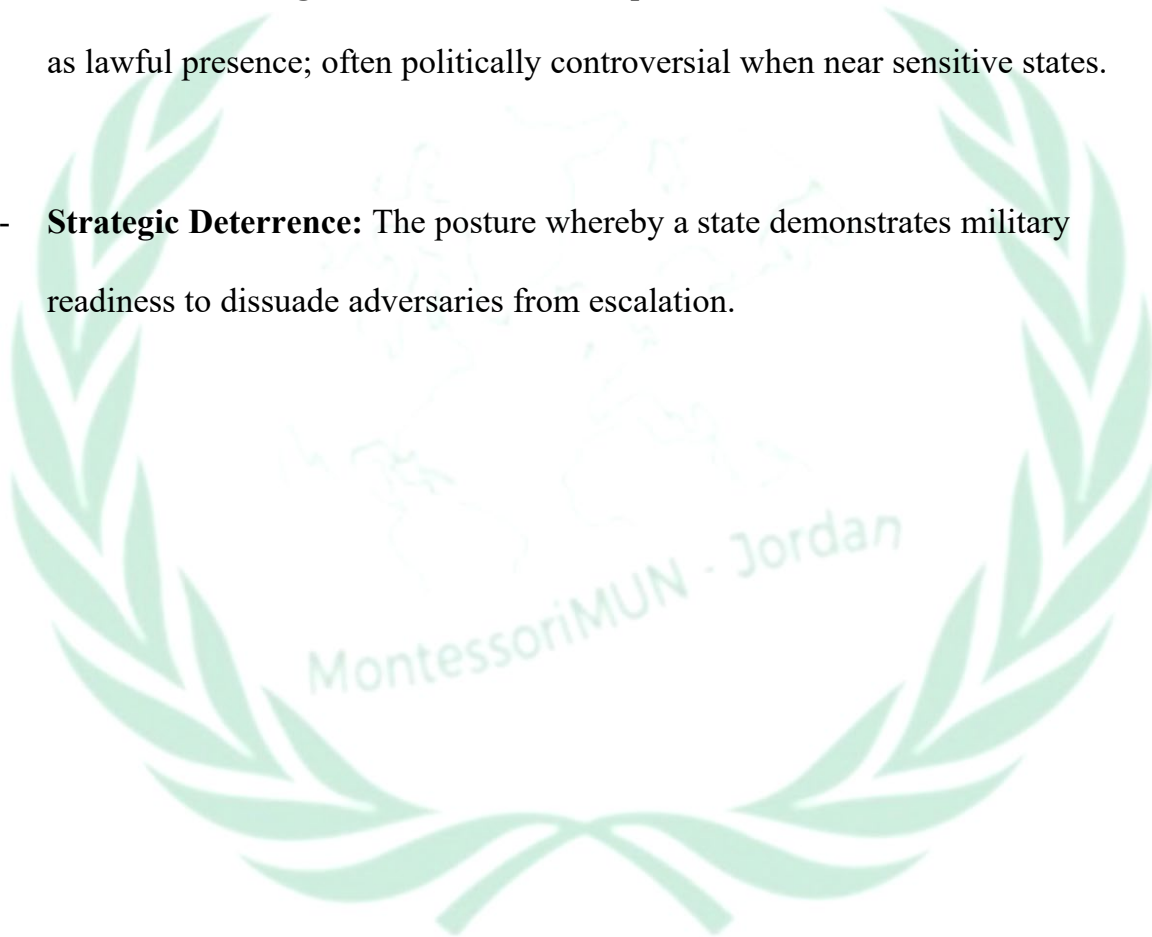 as lawful presence; often politically controversial when near sensitive states.
- Strategic Deterrence: The posture whereby a state demonstrates military
readiness to dissuade adversaries from escalation.
MontessoriMUN - Jordan